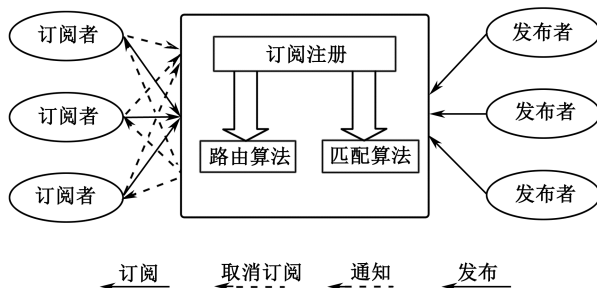 订阅者
订阅者
订阅者
订阅注册
路由算法
匹配算法
发布者
发布者
发布者
订阅
取消订阅
通知
发布